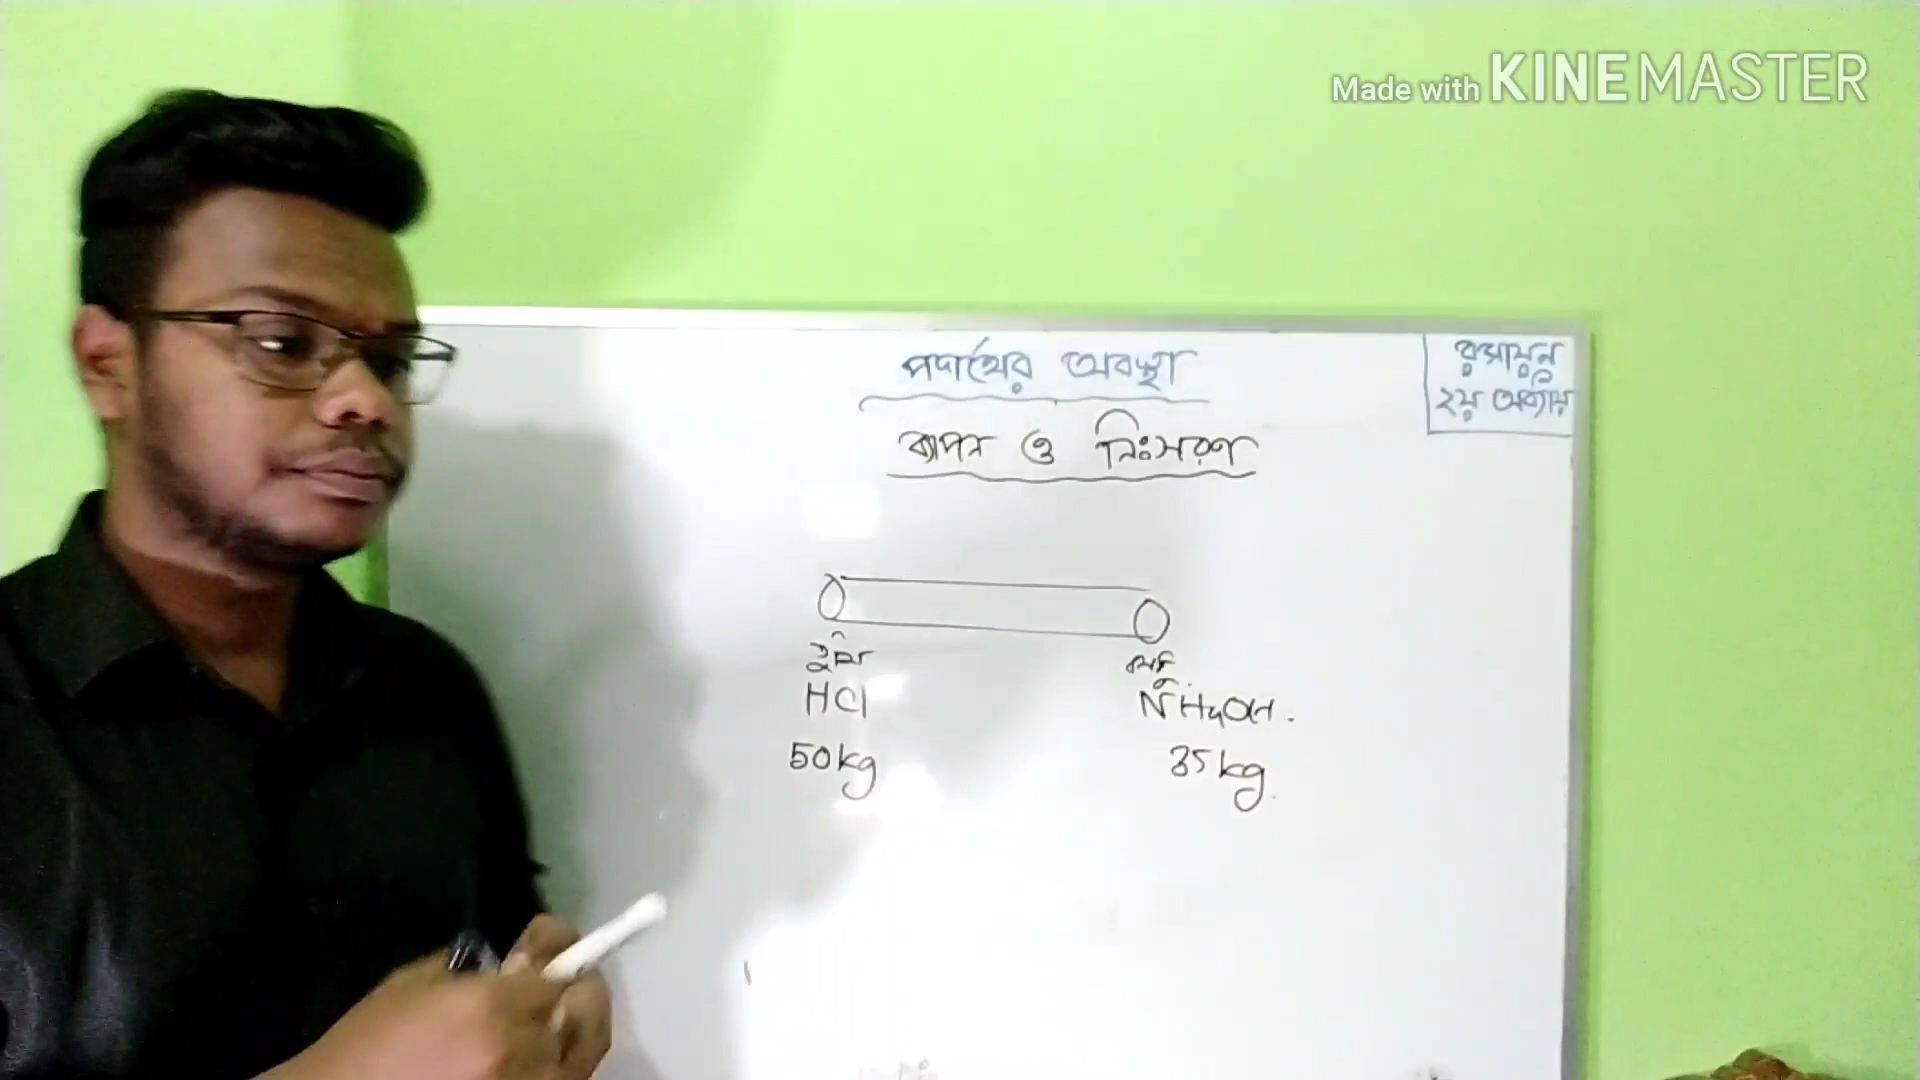 Made with KINEMASTER
পদার্থের অবস্থা
রসায়ন
২য় অধ্যায়
ব্যাপন ও নিঃসরণ
HCl
NH4OH.
50kg
35kg